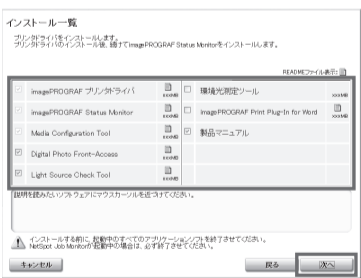 インストール一覧
プリンタドライバをインストールします。
プリンタドライバのインストール後、続けてimagePROGRAF Status Monitorをインストールします。
READMEファイル表示:
imagePROGRAF プリンタドライバ xxxxMB
環境光測定ツール xxxxMB
imagePROGRAF Status Monitor xxxxMB
imagePROGRAF Print Plug-In for Word xxxxMB
Media Configuration Tool xxxxMB
製品マニュアル
Digital Photo Front-Access xxxxMB
Light Source Check Tool xxxxMB
説明を読みたいソフトウェアにマウスカーソルを近づけてください。
インストールする前に、起動中のすべてのアプリケーションソフトを終了させてください。
NetSpot Job Monitorが起動中の場合は、必ず終了させてください。
キャンセル 戻る 次へ